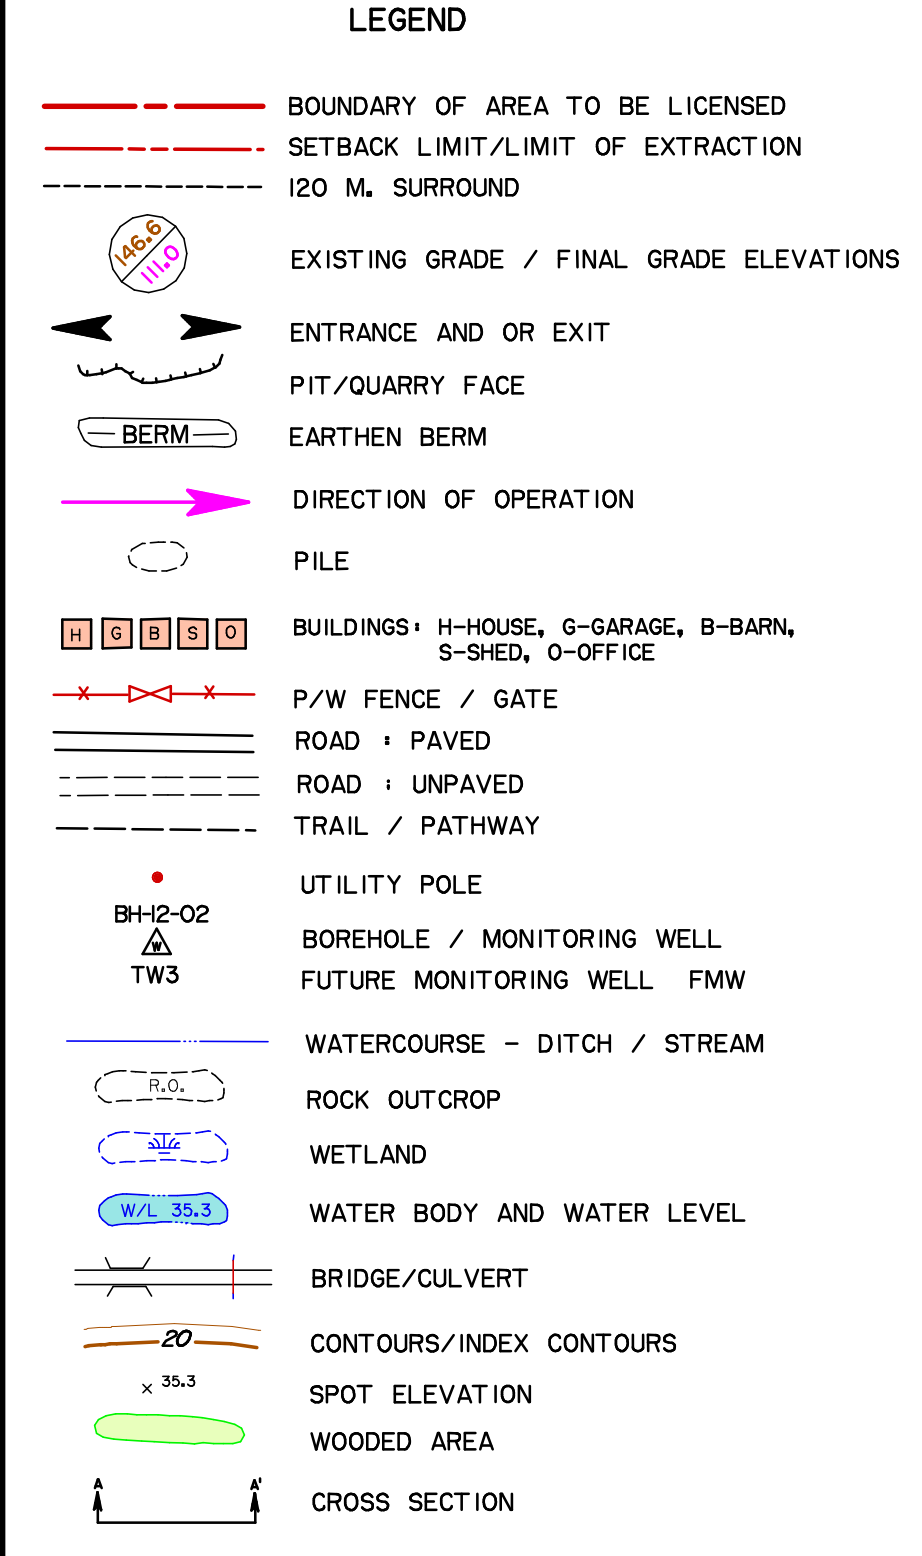 LEGEND
BOUNDARY OF AREA TO BE LICENSED
SETBACK LIMIT/LIMIT OF EXTRACTION
120 M. SURROUND
146.6
111.0
EXISTING GRADE / FINAL GRADE ELEVATIONS
ENTRANCE AND OR EXIT
PIT/QUARRY FACE
BERM EARTHEN BERM
DIRECTION OF OPERATION
PILE
H G B S O BUILDINGS: H-HOUSE, G-GARAGE, B-BARN,
S-SHED, O-OFFICE
P/W FENCE / GATE
ROAD : PAVED
ROAD : UNPAVED
TRAIL / PATHWAY
UTILITY POLE
BH-12-02
W BOREHOLE / MONITORING WELL
TW3 FUTURE MONITORING WELL FMW
WATERCOURSE - DITCH / STREAM
R.O. ROCK OUTCROP
WETLAND
W/L 35.3 WATER BODY AND WATER LEVEL
BRIDGE/CULVERT
20 CONTOURS/INDEX CONTOURS
x 35.3 SPOT ELEVATION
WOODED AREA
A A' CROSS SECTION